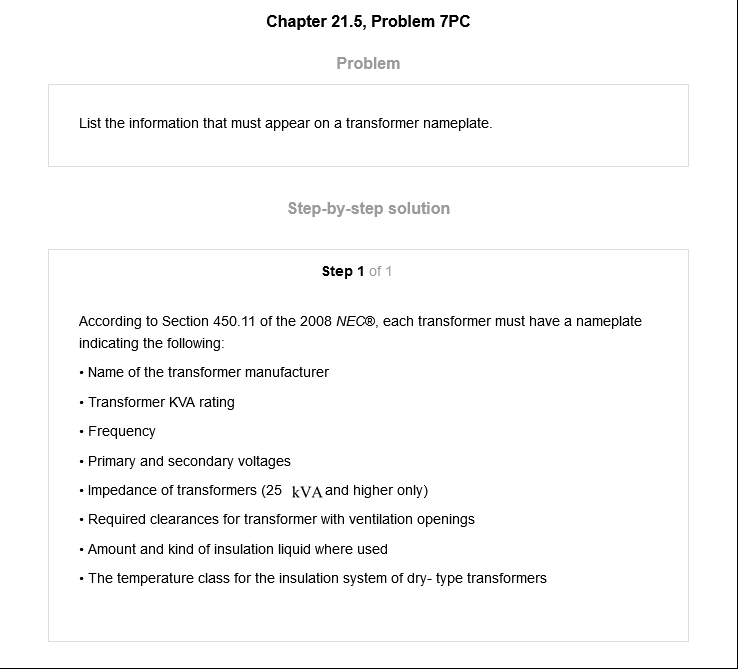 Chapter 21.5, Problem 7PC
Problem
List the information that must appear on a transformer nameplate.
Step-by-step solution
Step 1 of 1
According to Section 450.11 of the 2008 NEC®, each transformer must have a nameplate
indicating the following:
• Name of the transformer manufacturer
• Transformer KVA rating
• Frequency
• Primary and secondary voltages
• Impedance of transformers (25 kVA and higher only)
• Required clearances for transformer with ventilation openings
• Amount and kind of insulation liquid where used
• The temperature class for the insulation system of dry- type transformers